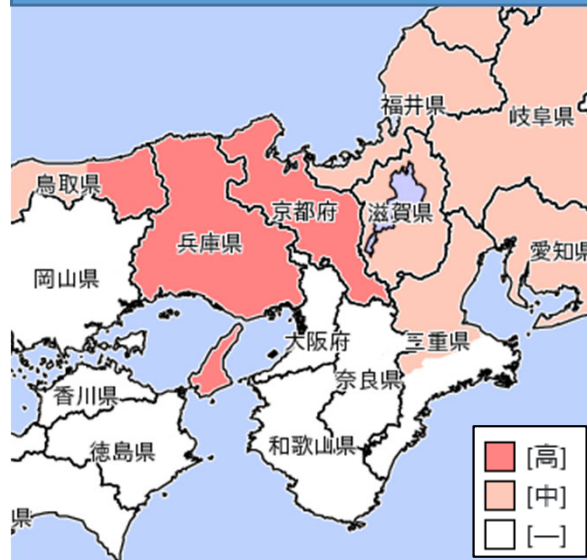 福井県
岐阜県
鳥取県
京都府
滋賀県
兵庫県
愛知県
岡山県
大阪府
三重県
奈良県
香川県
和歌山県
徳島県
県
[高]
[中]
[―]